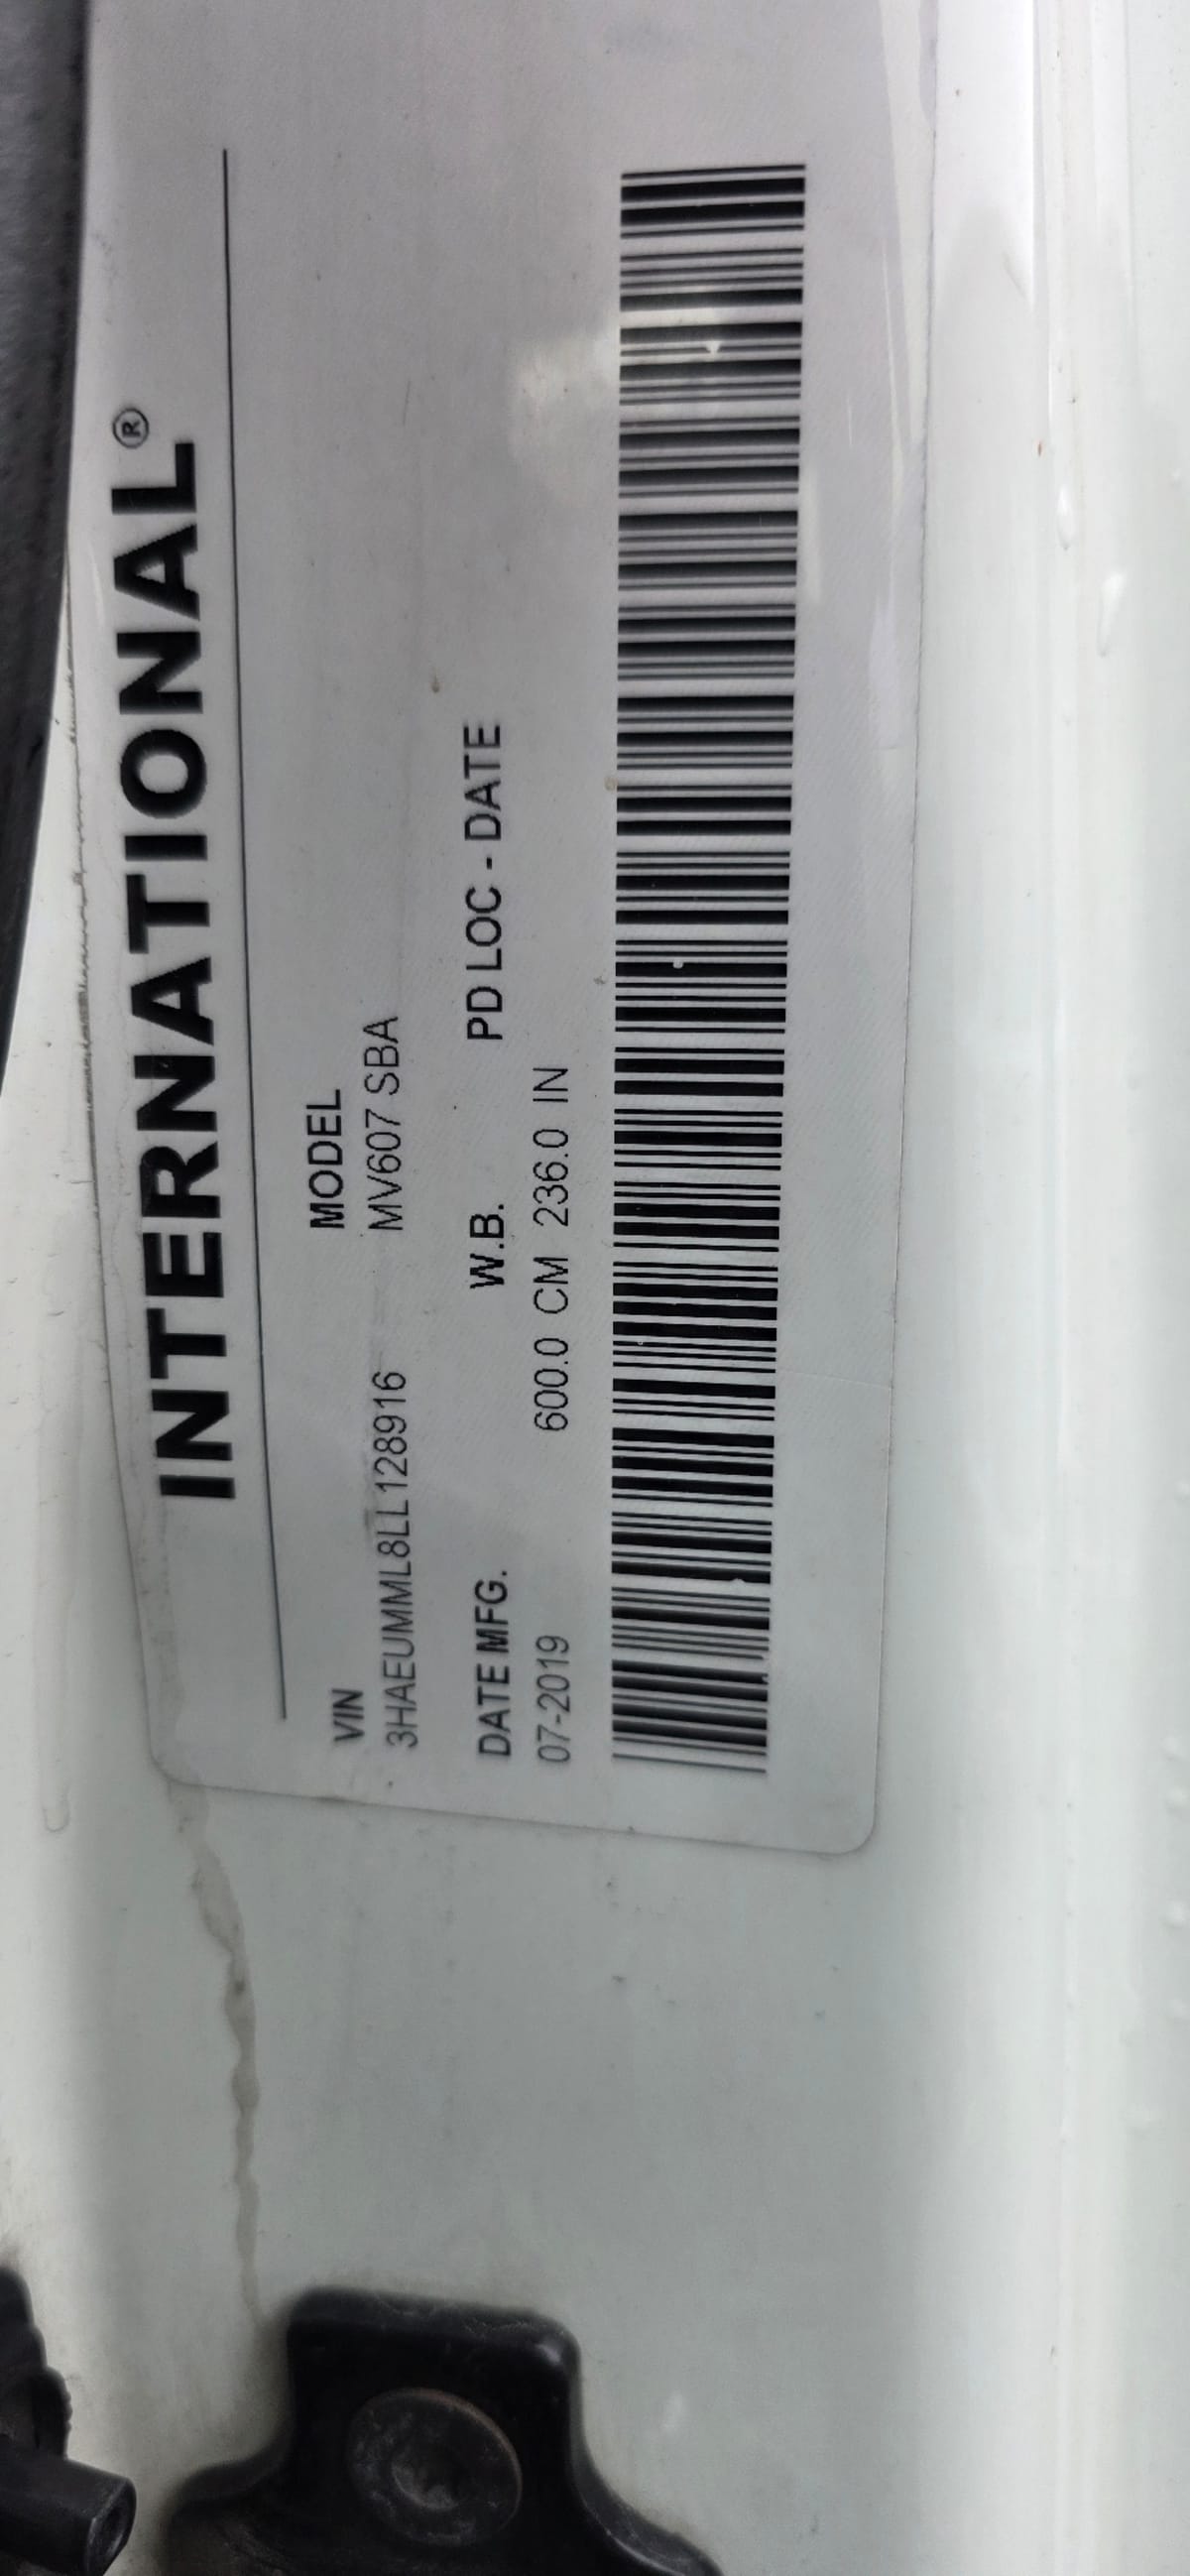 INTERNATIONAL®
VIN MODEL
3HAEUMML8LL128916 MV607 SBA
DATE MFG. W.B. PD LOC - DATE
07-2019 600.0 CM 236.0 IN